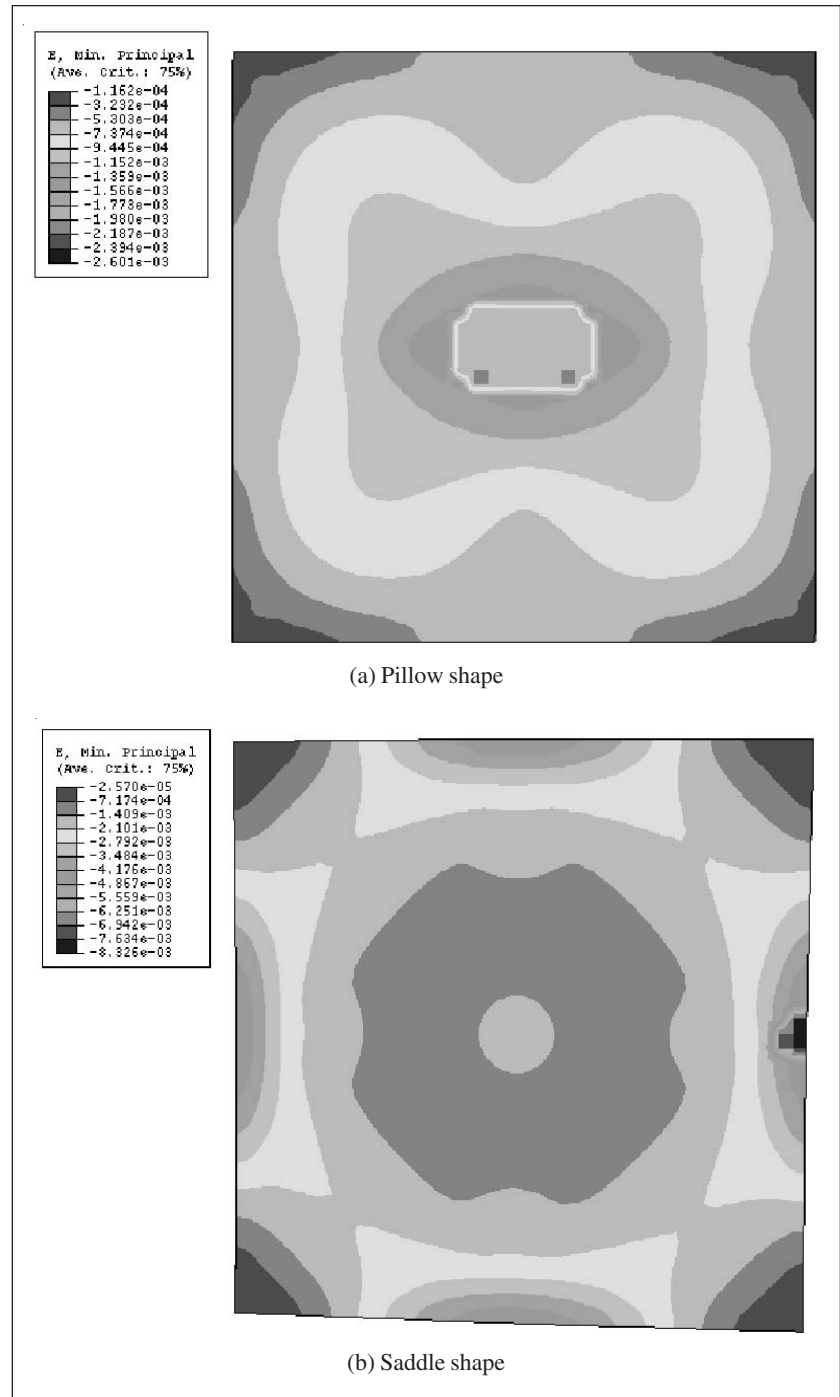 E, Min. Principal
(Ave. Crit.: 75%)
-1.162e-04
-3.232e-04
-5.303e-04
-7.374e-04
-9.445e-04
-1.152e-03
-1.359e-03
-1.566e-03
-1.773e-03
-1.980e-03
-2.187e-03
-2.394e-03
-2.601e-03
(a) Pillow shape
E, Min. Principal
(Ave. Crit.: 75%)
-2.570e-05
-7.174e-04
-1.409e-03
-2.101e-03
-2.792e-03
-3.484e-03
-4.176e-03
-4.867e-03
-5.559e-03
-6.251e-03
-6.942e-03
-7.634e-03
-8.326e-03
(b) Saddle shape